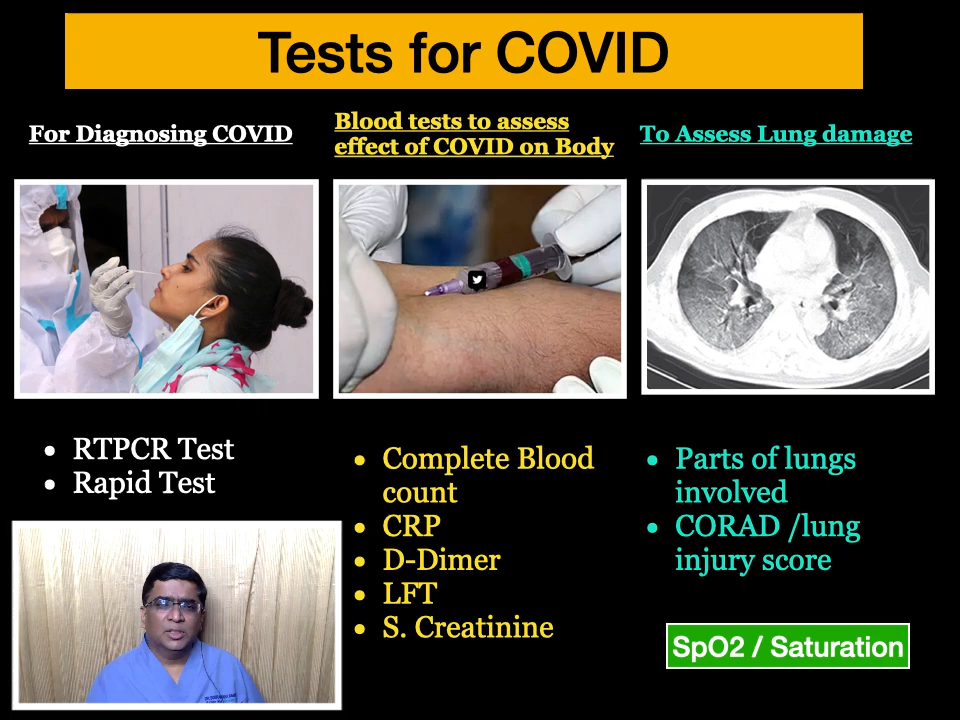 Tests for COVID
For Diagnosing COVID
Blood tests to assess
effect of COVID on Body
To Assess Lung damage
• RTPCR Test
• Rapid Test
• Complete Blood
count
• CRP
• D-Dimer
• LFT
• S. Creatinine
• Parts of lungs
involved
• CORAD /lung
injury score
SpO2 / Saturation